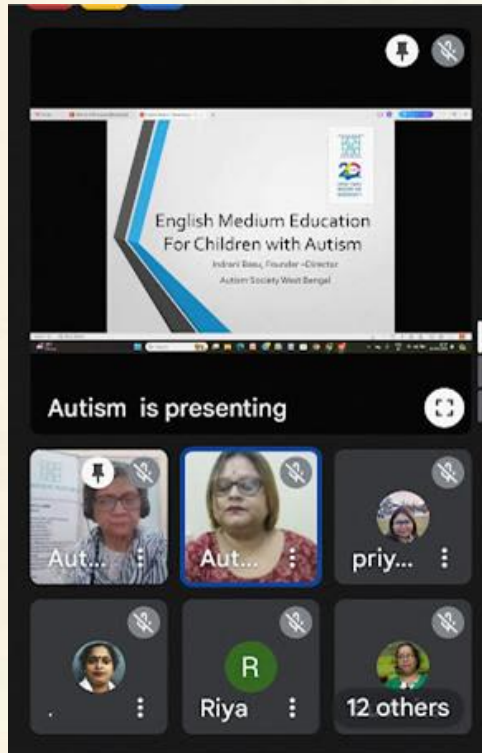 English Medium Education
For Children with Autism
Indrani Basu, Founder –Director
Autism Society West Bengal
Autism is presenting
Aut...
Aut...
priy...
.
R
Riya
12 others